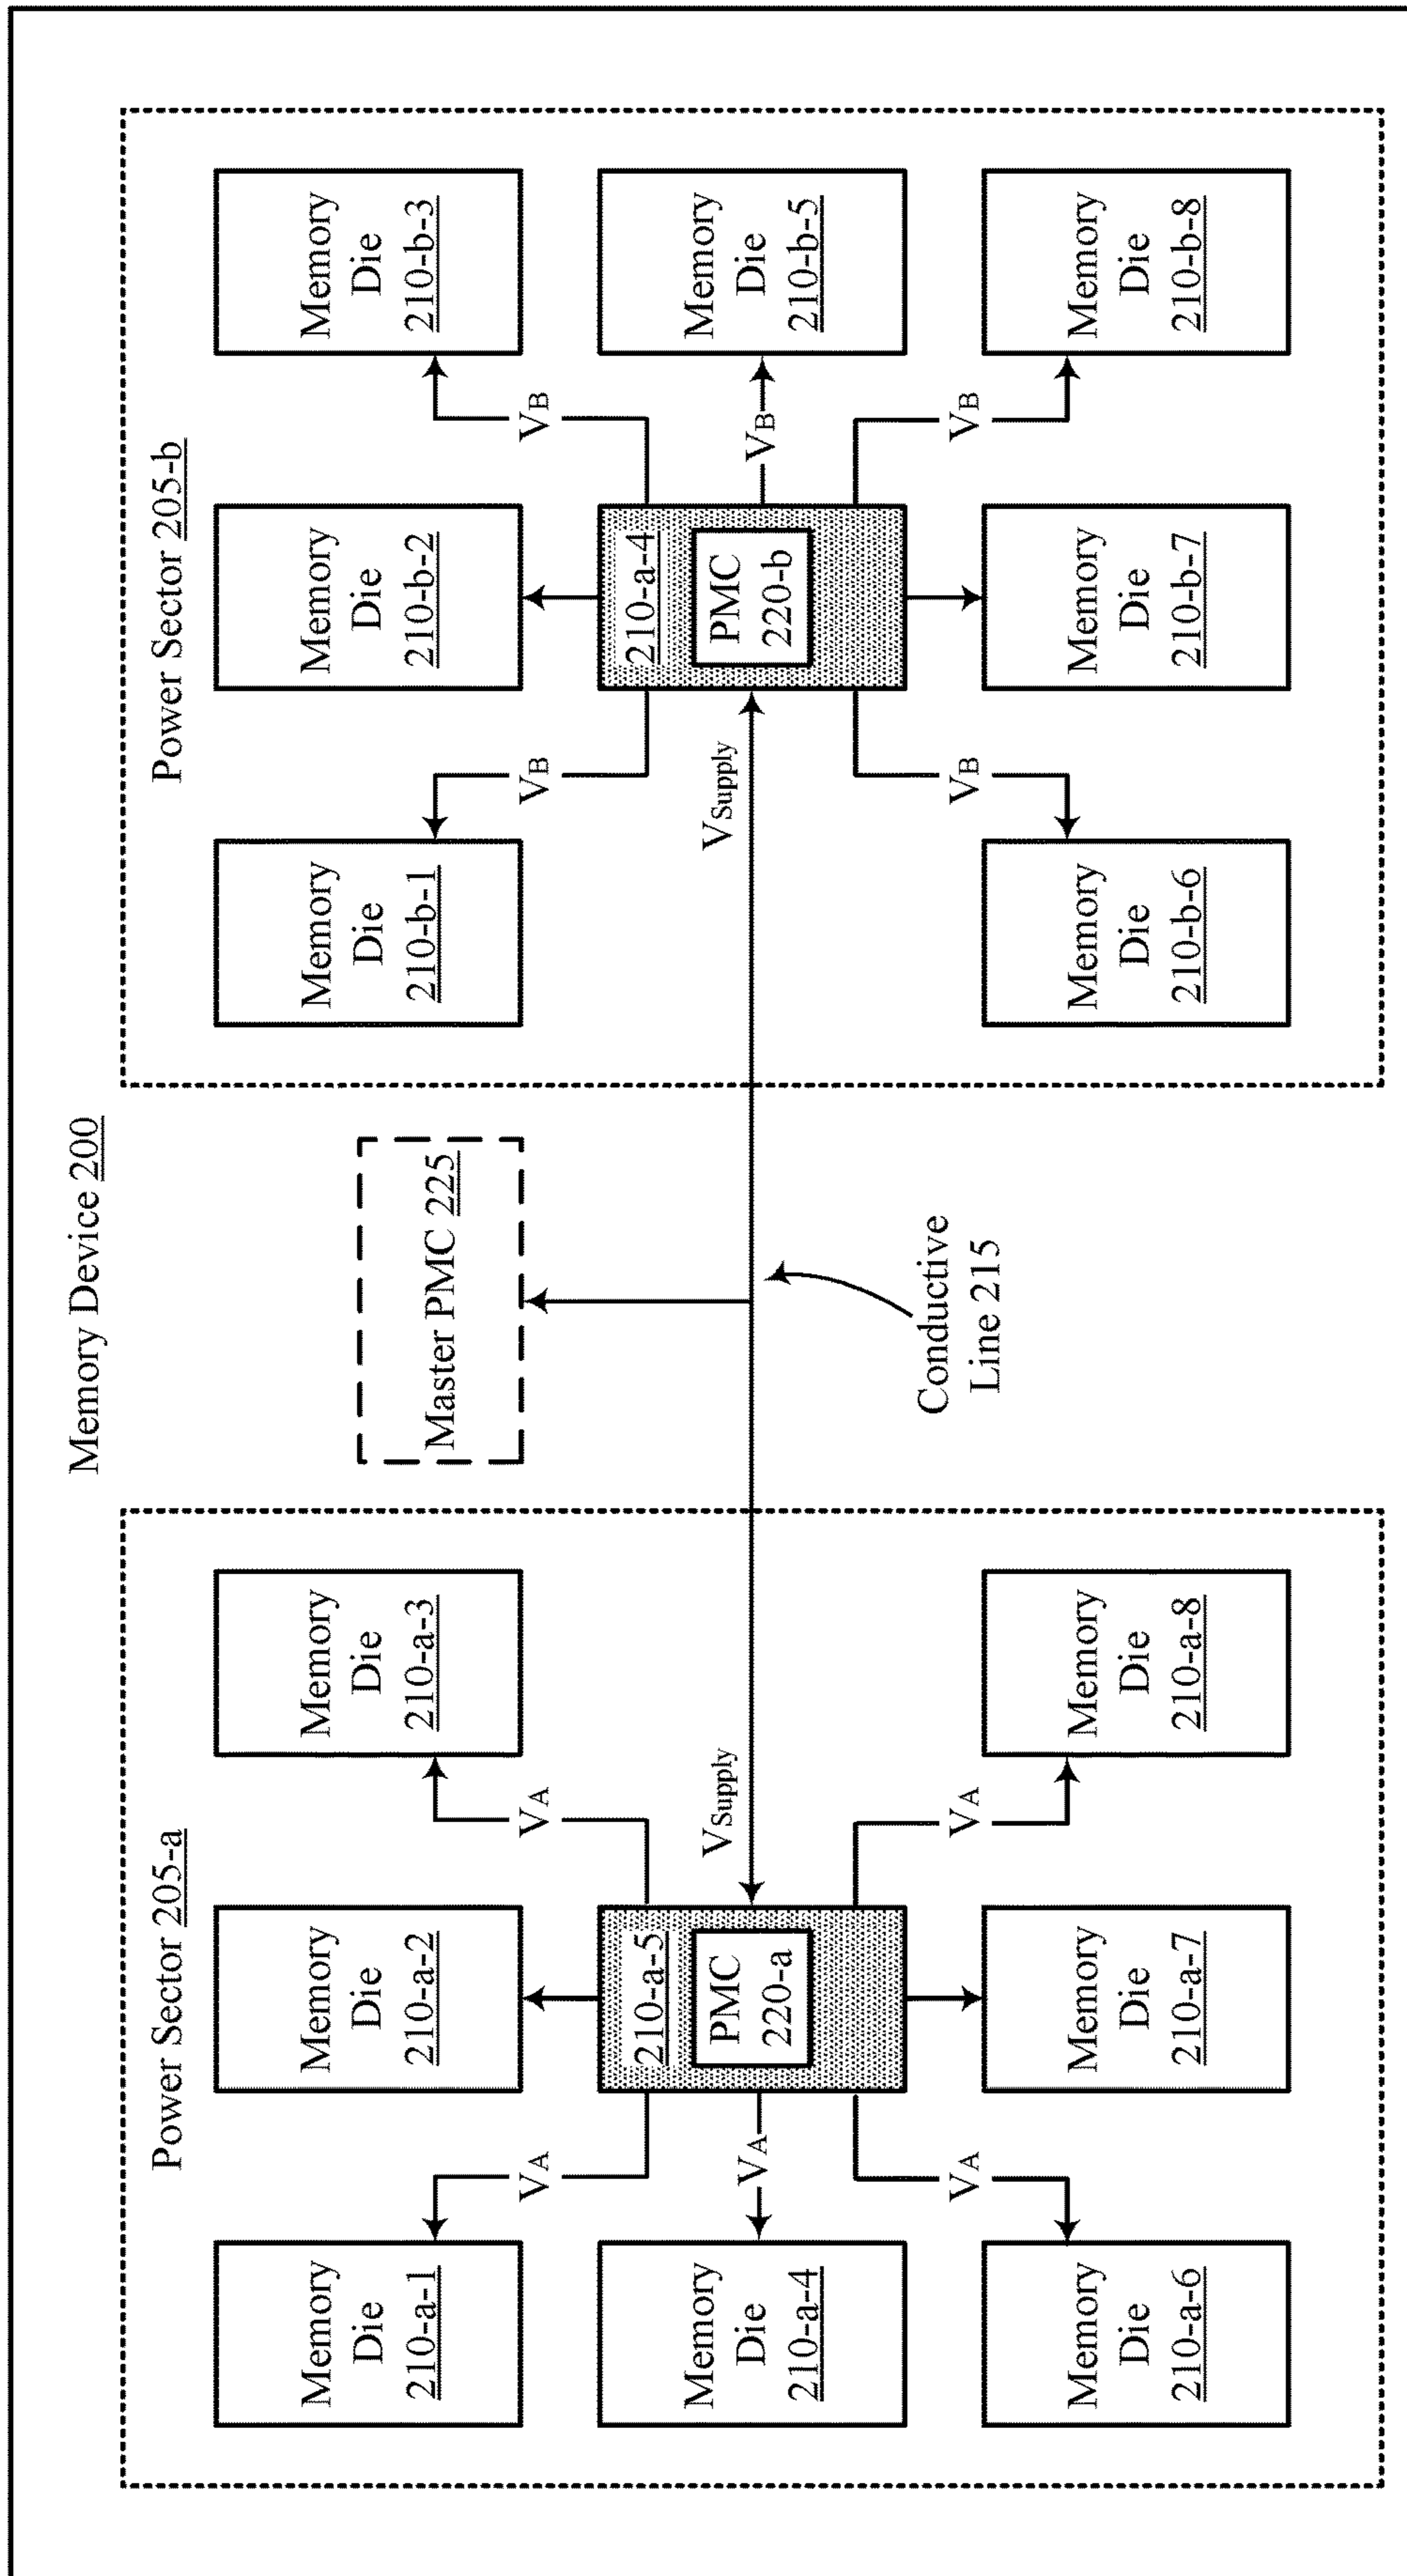 Memory Device 200
Power Sector 205-a
Memory
Die
210-a-1
Memory
Die
210-a-2
Memory
Die
210-a-3
VA
VA
Memory
Die
210-a-4
VA
210-a-5
PMC
220-a
VSupply
Memory
Die
210-a-6
Memory
Die
210-a-7
Memory
Die
210-a-8
VA
VA
Master PMC 225
Conductive
Line 215
Power Sector 205-b
Memory
Die
210-b-1
Memory
Die
210-b-2
Memory
Die
210-b-3
VB
VB
VSupply
210-a-4
PMC
220-b
VB
Memory
Die
210-b-5
VB
VB
Memory
Die
210-b-6
Memory
Die
210-b-7
Memory
Die
210-b-8